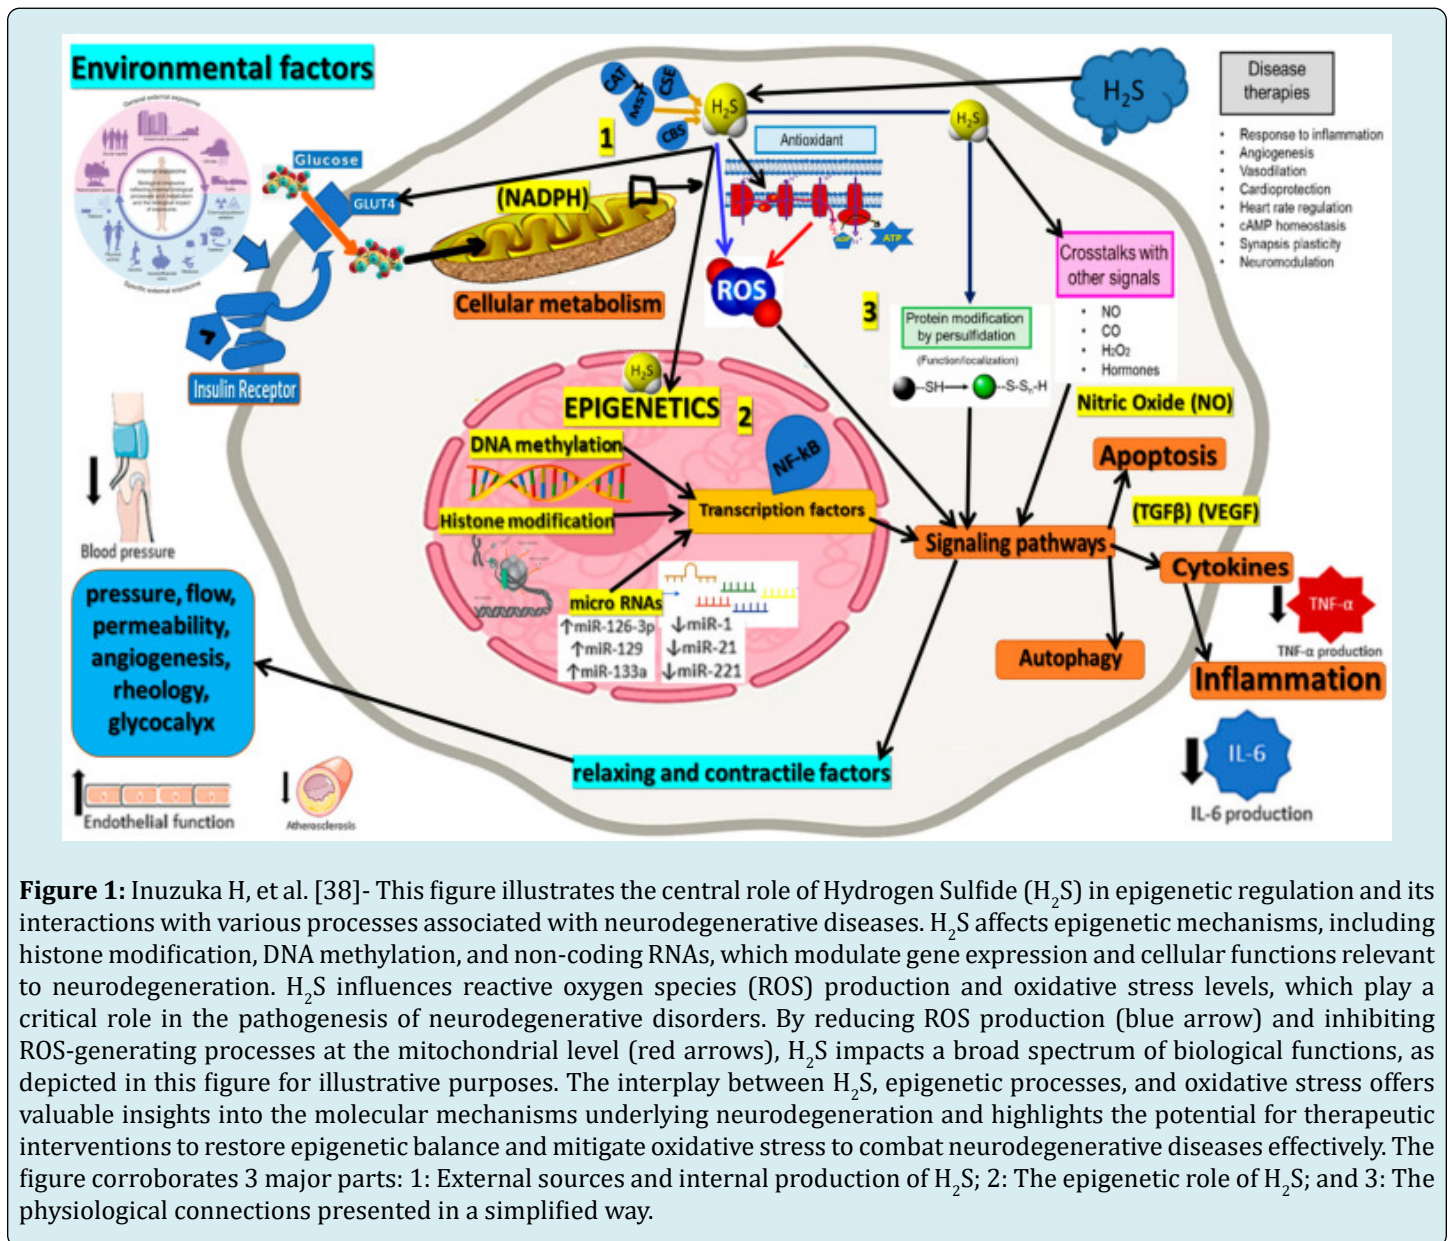 Environmental factors
General external exposome
Internal exposome
Specific external exposome
Glucose
GLUT4
Insulin Receptor
CAT
MST
CSE
CBS
1
H₂S
(NADPH)
Cellular metabolism
Antioxidant
ADP
ATP
ROS
H₂S
H₂S
Disease
therapies
• Response to inflammation
• Angiogenesis
• Vasodilation
• Cardioprotection
• Heart rate regulation
• cAMP homeostasis
• Synapsis plasticity
• Neuromodulation
3
Protein modification
by persulfidation
(Function/localization)
-SH
-S-Sₙ-H
Crosstalks with
other signals
• NO
• CO
• H₂O₂
• Hormones
Nitric Oxide (NO)
H₂S
EPIGENETICS
2
DNA methylation
NF-kB
Histone modification
Transcription factors
micro RNAs
↑miR-126-3p
↑miR-129
↑miR-133a
↓miR-1
↓miR-21
↓miR-221
Signaling pathways
Apoptosis
(TGFβ) (VEGF)
Cytokines
TNF-α
TNF-α production
Autophagy
Inflammation
IL-6
IL-6 production
relaxing and contractile factors
Blood pressure
pressure, flow,
permeability,
angiogenesis,
rheology,
glycocalyx
Endothelial function
Atherosclerosis
Figure 1: Inuzuka H, et al. [38]- This figure illustrates the central role of Hydrogen Sulfide (H₂S) in epigenetic regulation and its
interactions with various processes associated with neurodegenerative diseases. H₂S affects epigenetic mechanisms, including
histone modification, DNA methylation, and non-coding RNAs, which modulate gene expression and cellular functions relevant
to neurodegeneration. H₂S influences reactive oxygen species (ROS) production and oxidative stress levels, which play a
critical role in the pathogenesis of neurodegenerative disorders. By reducing ROS production (blue arrow) and inhibiting
ROS-generating processes at the mitochondrial level (red arrows), H₂S impacts a broad spectrum of biological functions, as
depicted in this figure for illustrative purposes. The interplay between H₂S, epigenetic processes, and oxidative stress offers
valuable insights into the molecular mechanisms underlying neurodegeneration and highlights the potential for therapeutic
interventions to restore epigenetic balance and mitigate oxidative stress to combat neurodegenerative diseases effectively. The
figure corroborates 3 major parts: 1: External sources and internal production of H₂S; 2: The epigenetic role of H₂S; and 3: The
physiological connections presented in a simplified way.